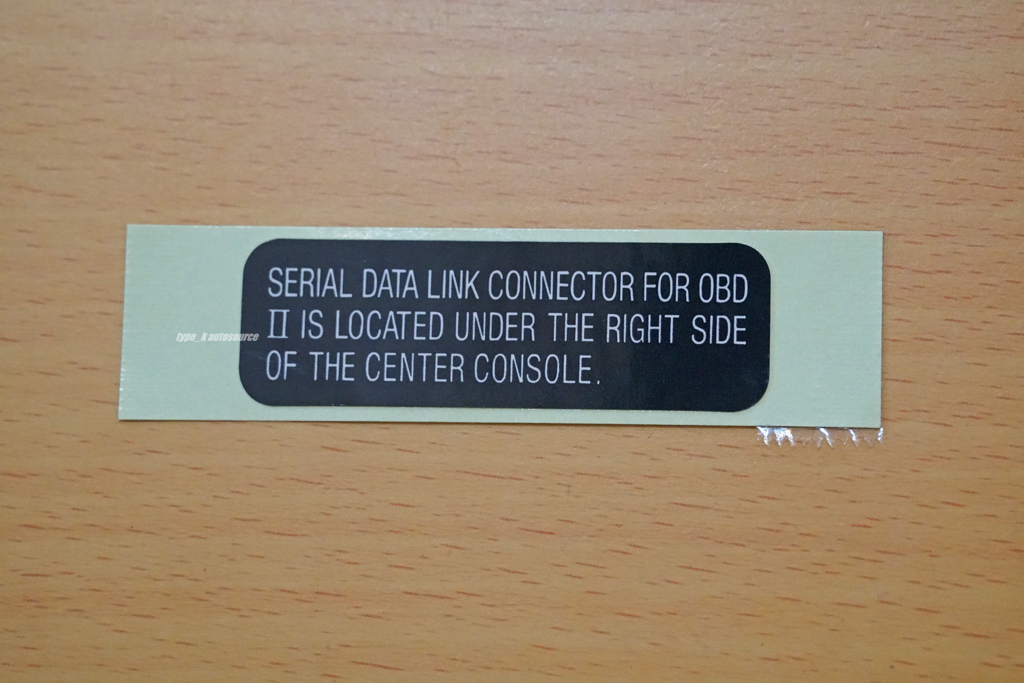 SERIAL DATA LINK CONNECTOR FOR OBD
II IS LOCATED UNDER THE RIGHT SIDE
OF THE CENTER CONSOLE.
type_k autosource